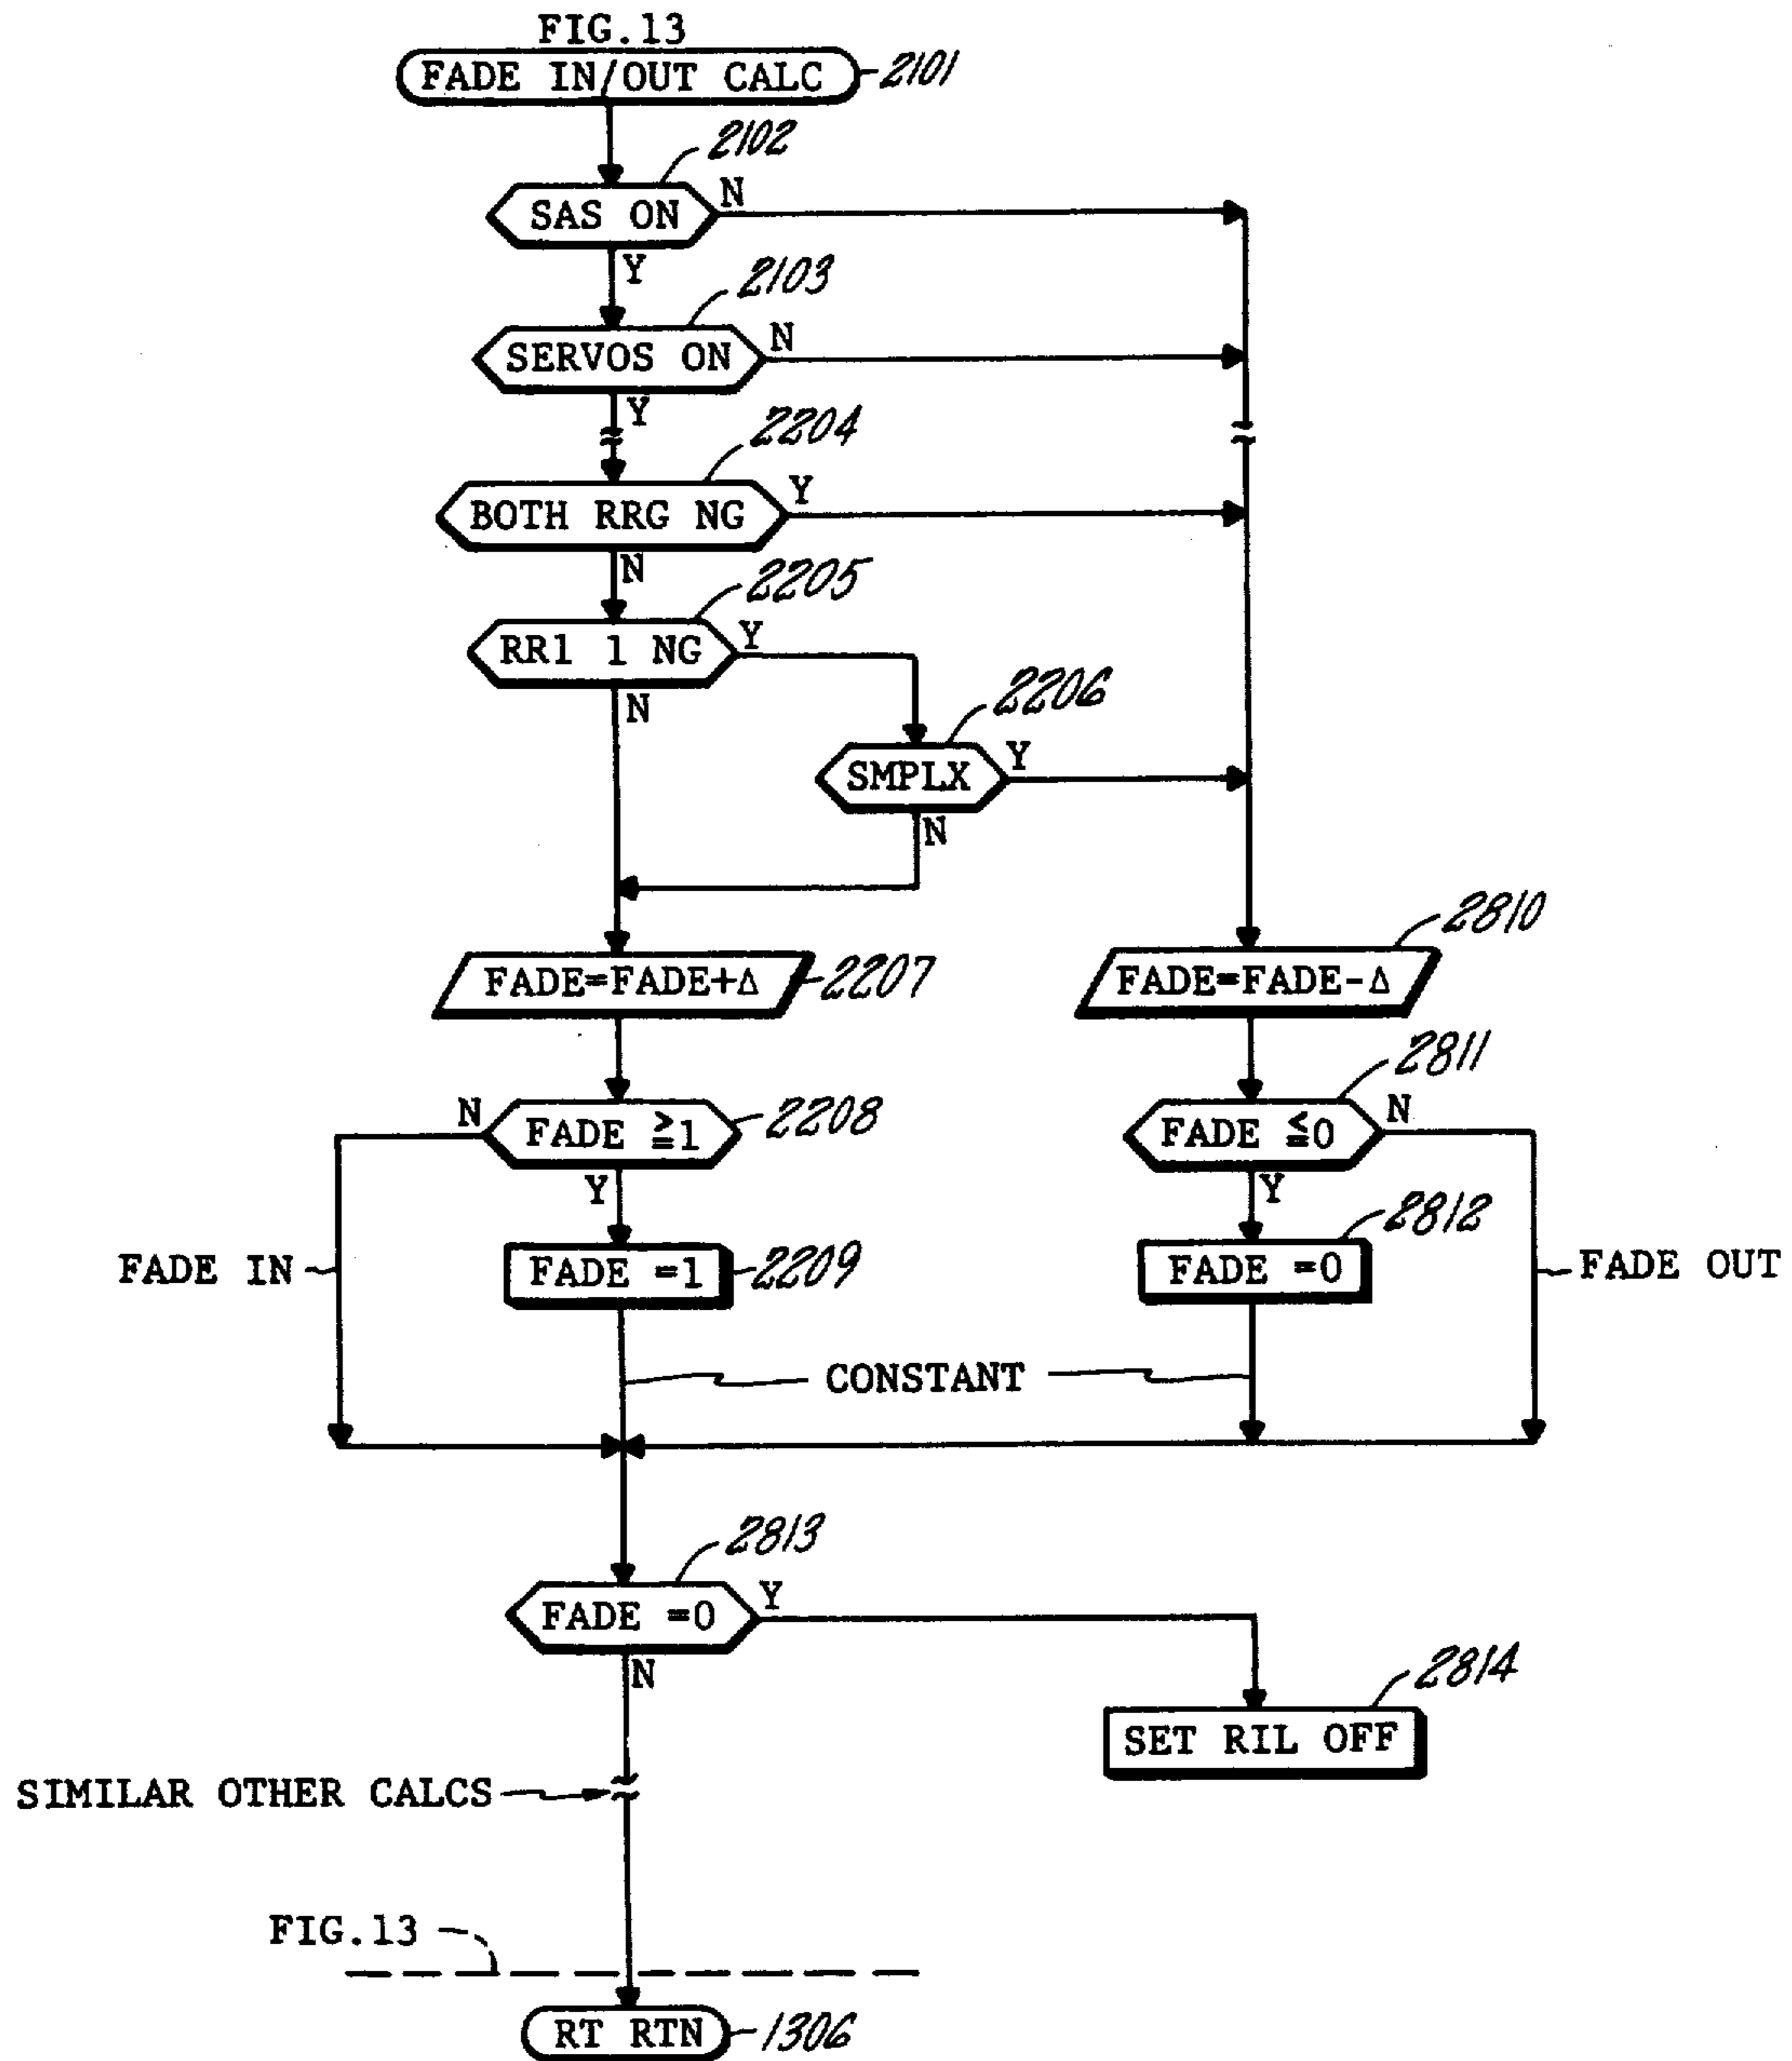 FIG.13
FADE IN/OUT CALC 2101
2102
SAS ON N
Y
2103
SERVOS ON N
Y
2204
BOTH RRG NG Y
N
2205
RR1 1 NG Y
N
2206
SMPLX Y
N
FADE=FADE+Δ 2207
2810
FADE=FADE-Δ
N FADE ≧1 2208
Y
2811
FADE ≦0 N
Y
FADE IN
FADE =1 2209
2812
FADE =0
FADE OUT
CONSTANT
2813
FADE =0 Y
N
2814
SET RIL OFF
SIMILAR OTHER CALCS
FIG.13
RT RTN 1306